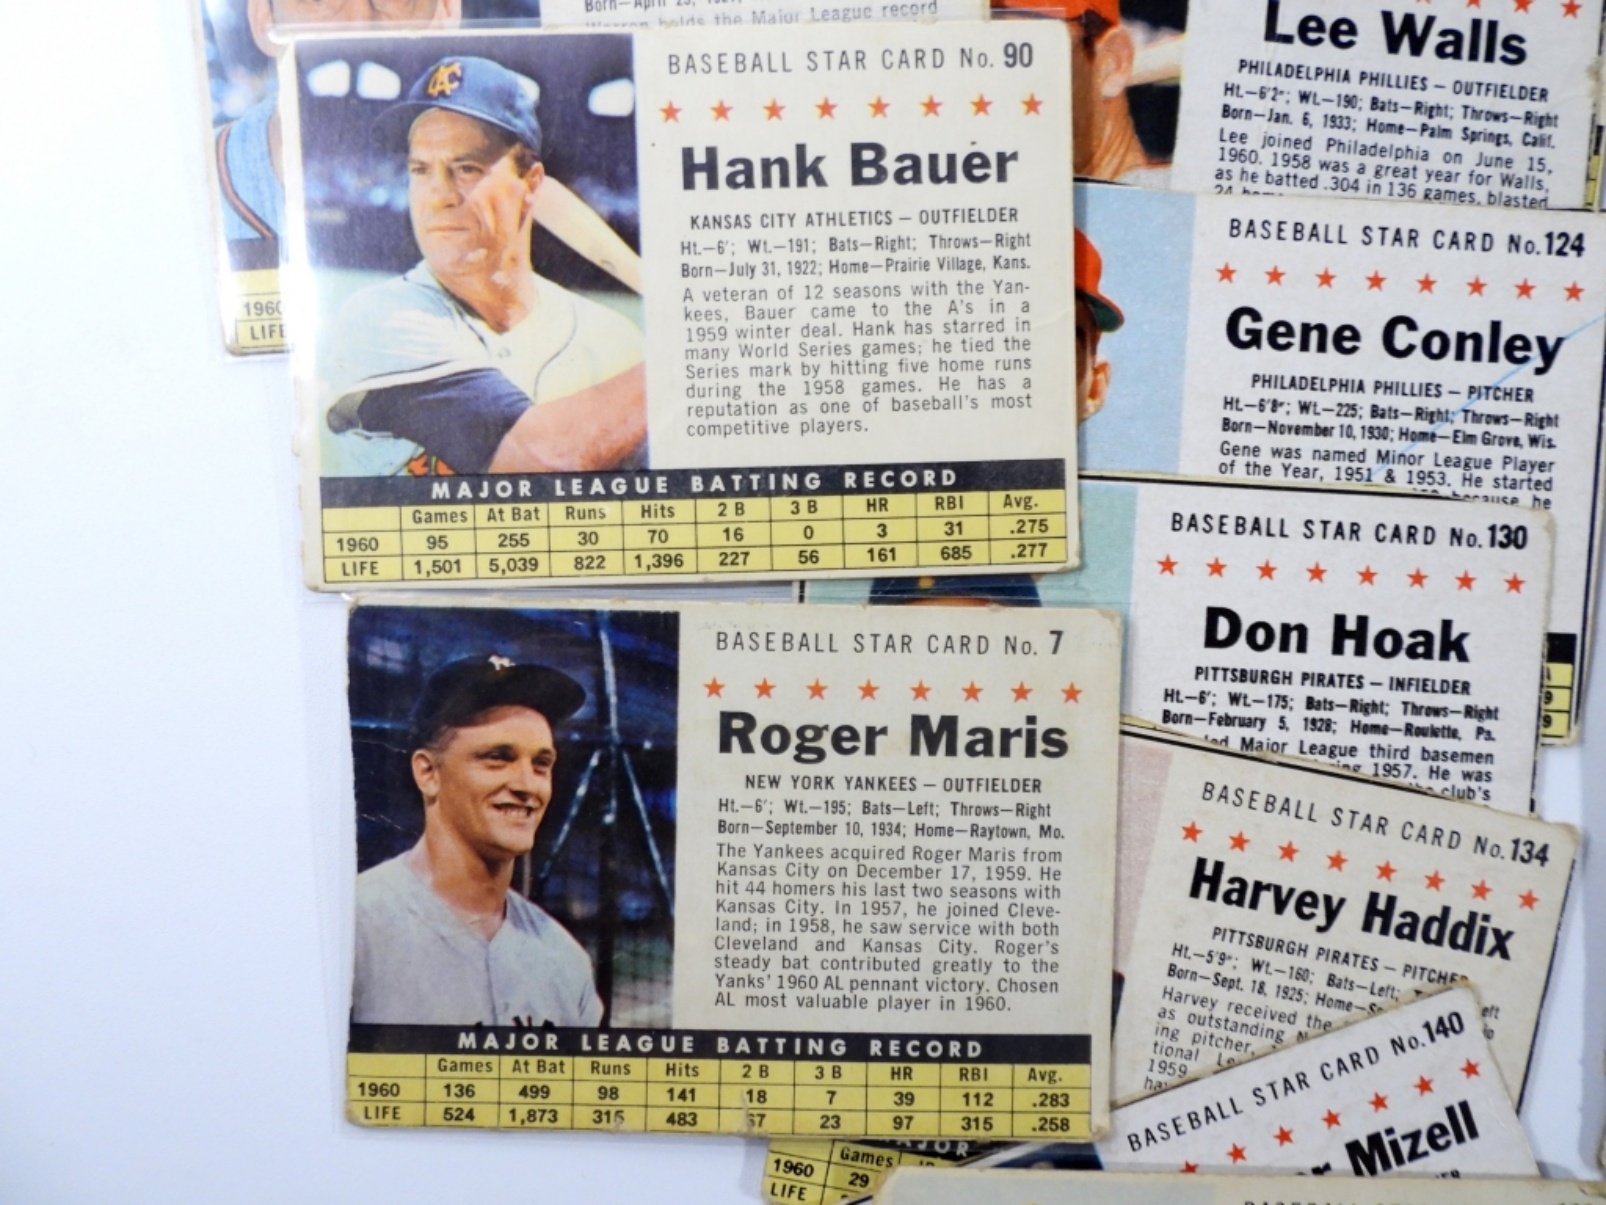 Warren holds the Major League record
1960
LIFE
BASEBALL STAR CARD No. 90
Hank Bauer
KANSAS CITY ATHLETICS — OUTFIELDER
Ht.—6'; Wt.—191; Bats—Right; Throws—Right
Born—July 31, 1922; Home—Prairie Village, Kans.
A veteran of 12 seasons with the Yan-
kees, Bauer came to the A's in a
1959 winter deal. Hank has starred in
many World Series games; he tied the
Series mark by hitting five home runs
during the 1958 games. He has a
reputation as one of baseball's most
competitive players.
MAJOR LEAGUE BATTING RECORD
Games At Bat Runs Hits 2 B 3 B HR RBI Avg.
1960 95 255 30 70 16 0 3 31 .275
LIFE 1,501 5,039 822 1,396 227 56 161 685 .277
BASEBALL STAR CARD No. 7
Roger Maris
NEW YORK YANKEES — OUTFIELDER
Ht.—6'; Wt.—195; Bats—Left; Throws—Right
Born—September 10, 1934; Home—Raytown, Mo.
The Yankees acquired Roger Maris from
Kansas City on December 17, 1959. He
hit 44 homers his last two seasons with
Kansas City. In 1957, he joined Cleve-
land; in 1958, he saw service with both
Cleveland and Kansas City. Roger's
steady bat contributed greatly to the
Yanks' 1960 AL pennant victory. Chosen
AL most valuable player in 1960.
MAJOR LEAGUE BATTING RECORD
Games At Bat Runs Hits 2 B 3 B HR RBI Avg.
1960 136 499 98 141 18 7 39 112 .283
LIFE 524 1,873 315 483 67 23 97 315 .258
Lee Walls
PHILADELPHIA PHILLIES — OUTFIELDER
Ht.—6'2"; Wt.—190; Bats—Right; Throws—Right
Born—Jan. 6, 1933; Home—Palm Springs, Calif.
Lee joined Philadelphia on June 15,
1960. 1958 was a great year for Walls,
as he batted .304 in 136 games, blasted
BASEBALL STAR CARD No. 124
Gene Conley
PHILADELPHIA PHILLIES — PITCHER
Ht.—6'8"; Wt.—225; Bats—Right; Throws—Right
Born—November 10, 1930; Home—Elm Grove, Wis.
Gene was named Minor League Player
of the Year, 1951 & 1953. He started
because he
BASEBALL STAR CARD No. 130
Don Hoak
PITTSBURGH PIRATES — INFIELDER
Ht.—6'; Wt.—175; Bats—Right; Throws—Right
Born—February 5, 1928; Home—Roulette, Pa.
Major League third basemen
1957. He was
club's
BASEBALL STAR CARD No. 134
Harvey Haddix
PITTSBURGH PIRATES — PITCHER
Ht.—5'9"; Wt.—160; Bats—Left;
Born—Sept. 18, 1925; Home—
Harvey received the
as outstanding
ing pitcher,
tional
1959
BASEBALL STAR CARD No. 140
Mizell
MAJOR
Games
1960 29
LIFE